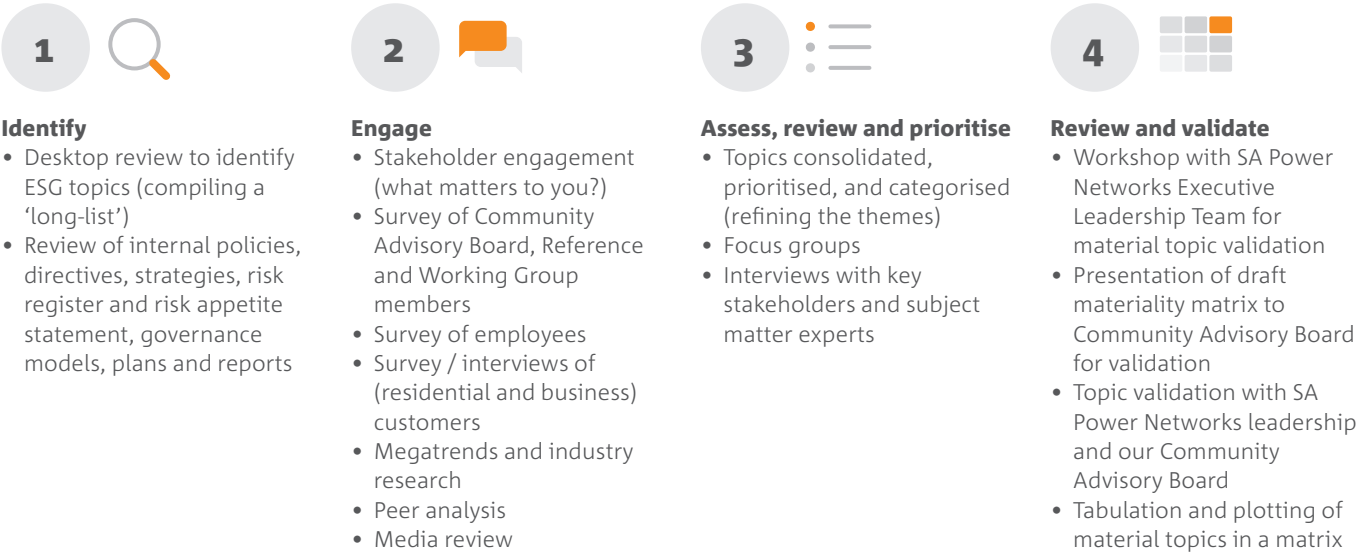 1
Identify
• Desktop review to identify
ESG topics (compiling a
‘long-list’)
• Review of internal policies,
directives, strategies, risk
register and risk appetite
statement, governance
models, plans and reports
2
Engage
• Stakeholder engagement
(what matters to you?)
• Survey of Community
Advisory Board, Reference
and Working Group
members
• Survey of employees
• Survey / interviews of
(residential and business)
customers
• Megatrends and industry
research
• Peer analysis
• Media review
3
Assess, review and prioritise
• Topics consolidated,
prioritised, and categorised
(refining the themes)
• Focus groups
• Interviews with key
stakeholders and subject
matter experts
4
Review and validate
• Workshop with SA Power
Networks Executive
Leadership Team for
material topic validation
• Presentation of draft
materiality matrix to
Community Advisory Board
for validation
• Topic validation with SA
Power Networks leadership
and our Community
Advisory Board
• Tabulation and plotting of
material topics in a matrix